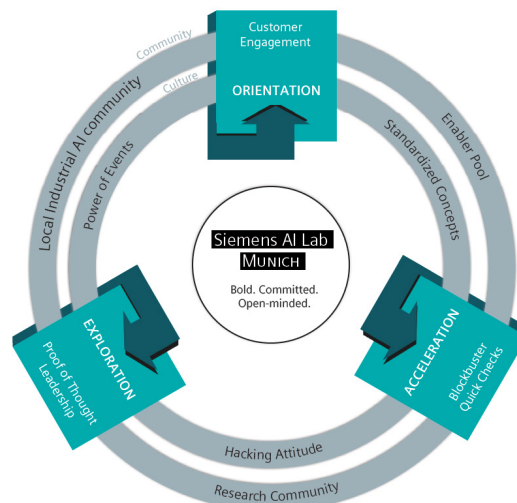 Community
Culture
Customer
Engagement
ORIENTATION
Local Industrial AI community
Power of Events
Enabler Pool
Standardized Concepts
Siemens AI Lab
MUNICH
Bold. Committed.
Open-minded.
EXPLORATION
Proof of Thought
Leadership
ACCELERATION
Blockbuster
Quick Checks
Hacking Attitude
Research Community